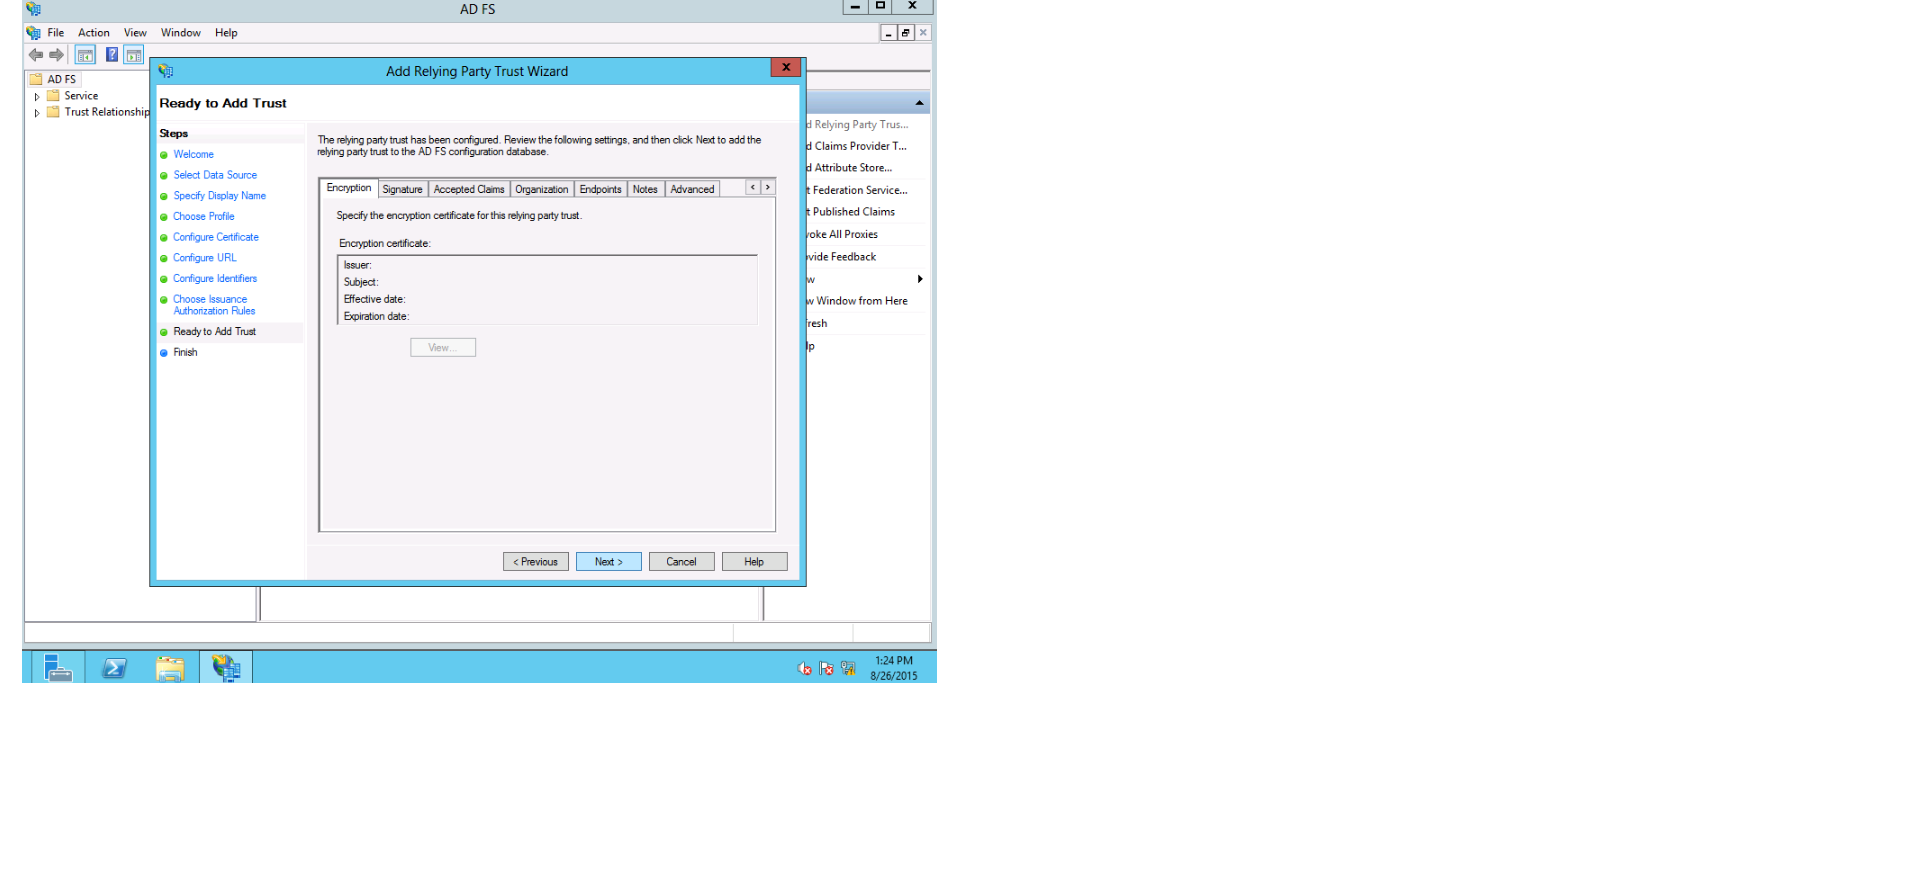 AD FS
File Action View Window Help
AD FS
Service
Trust Relationship
Add Relying Party Trust Wizard
X
Ready to Add Trust
Steps
Welcome
Select Data Source
Specify Display Name
Choose Profile
Configure Certificate
Configure URL
Configure Identifiers
Choose Issuance
Authorization Rules
Ready to Add Trust
Finish
The relying party trust has been configured. Review the following settings, and then click Next to add the
relying party trust to the AD FS configuration database.
Encryption Signature Accepted Claims Organization Endpoints Notes Advanced < >
Specify the encryption certificate for this relying party trust.
Encryption certificate:
Issuer:
Subject:
Effective date:
Expiration date:
View...
< Previous Next > Cancel Help
d Relying Party Trus...
d Claims Provider T...
d Attribute Store...
t Federation Service...
t Published Claims
voke All Proxies
vide Feedback
w
w Window from Here
fresh
lp
1:24 PM
8/26/2015